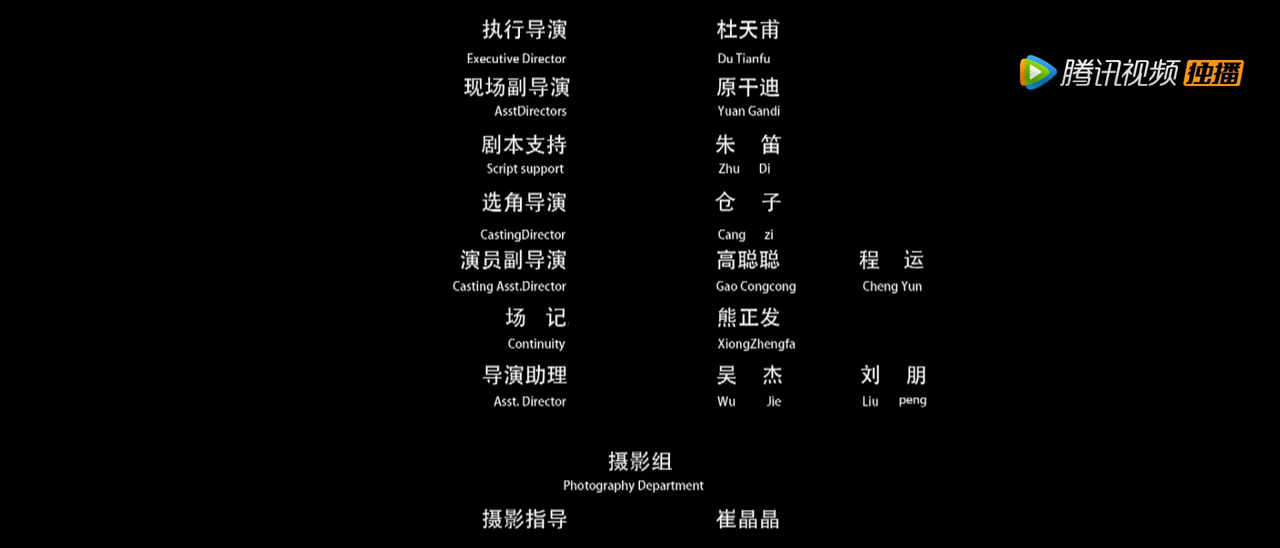 执行导演 杜天甫
Executive Director Du Tianfu
腾讯视频 独播
现场副导演 原干迪
AsstDirectors Yuan Gandi
剧本支持 朱 笛
Script support Zhu Di
选角导演 仓 子
CastingDirector Cang zi
演员副导演 高聪聪 程 运
Casting Asst.Director Gao Congcong Cheng Yun
场 记 熊正发
Continuity XiongZhengfa
导演助理 吴 杰 刘 朋
Asst. Director Wu Jie Liu peng
摄影组
Photography Department
摄影指导 崔晶晶